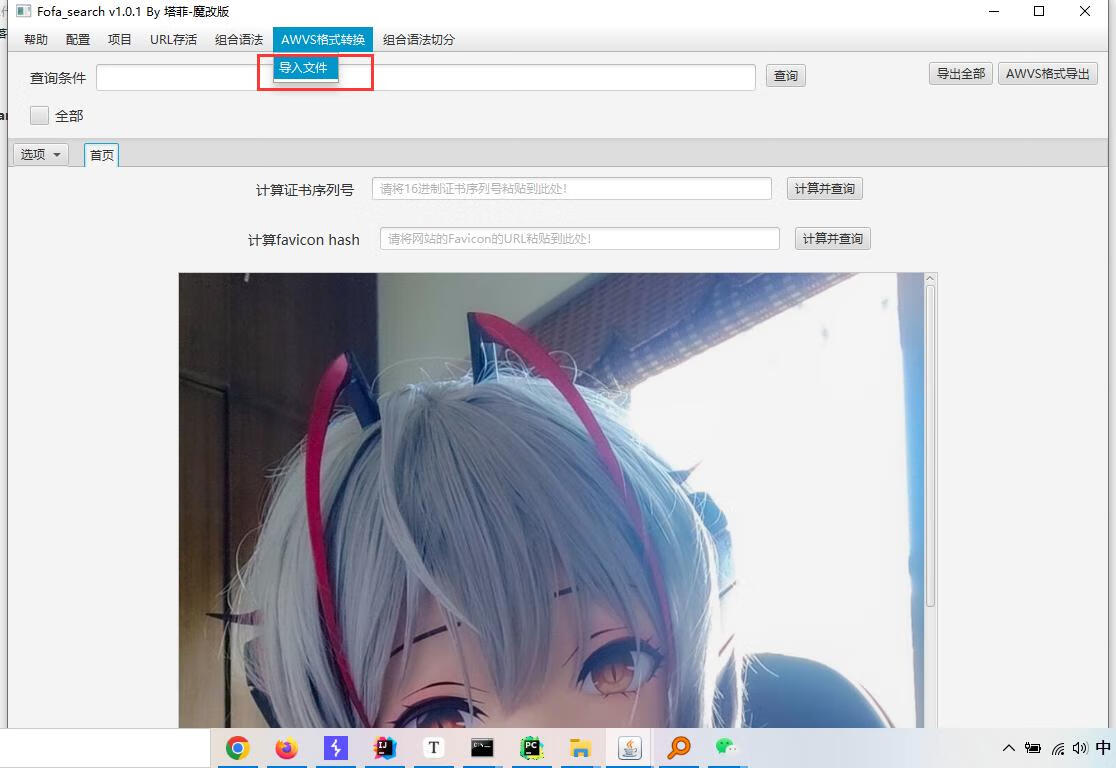 Fofa_search v1.0.1 By 塔菲-魔改版
帮助 配置 项目 URL存活 组合语法 AWVS格式转换 组合语法切分
导入文件
查询条件 查询 导出全部 AWVS格式导出
全部
选项 首页
计算证书序列号 请将16进制证书序列号粘贴到此处! 计算并查询
计算favicon hash 请将网站的Favicon的URL粘贴到此处! 计算并查询
IJ T PC 中